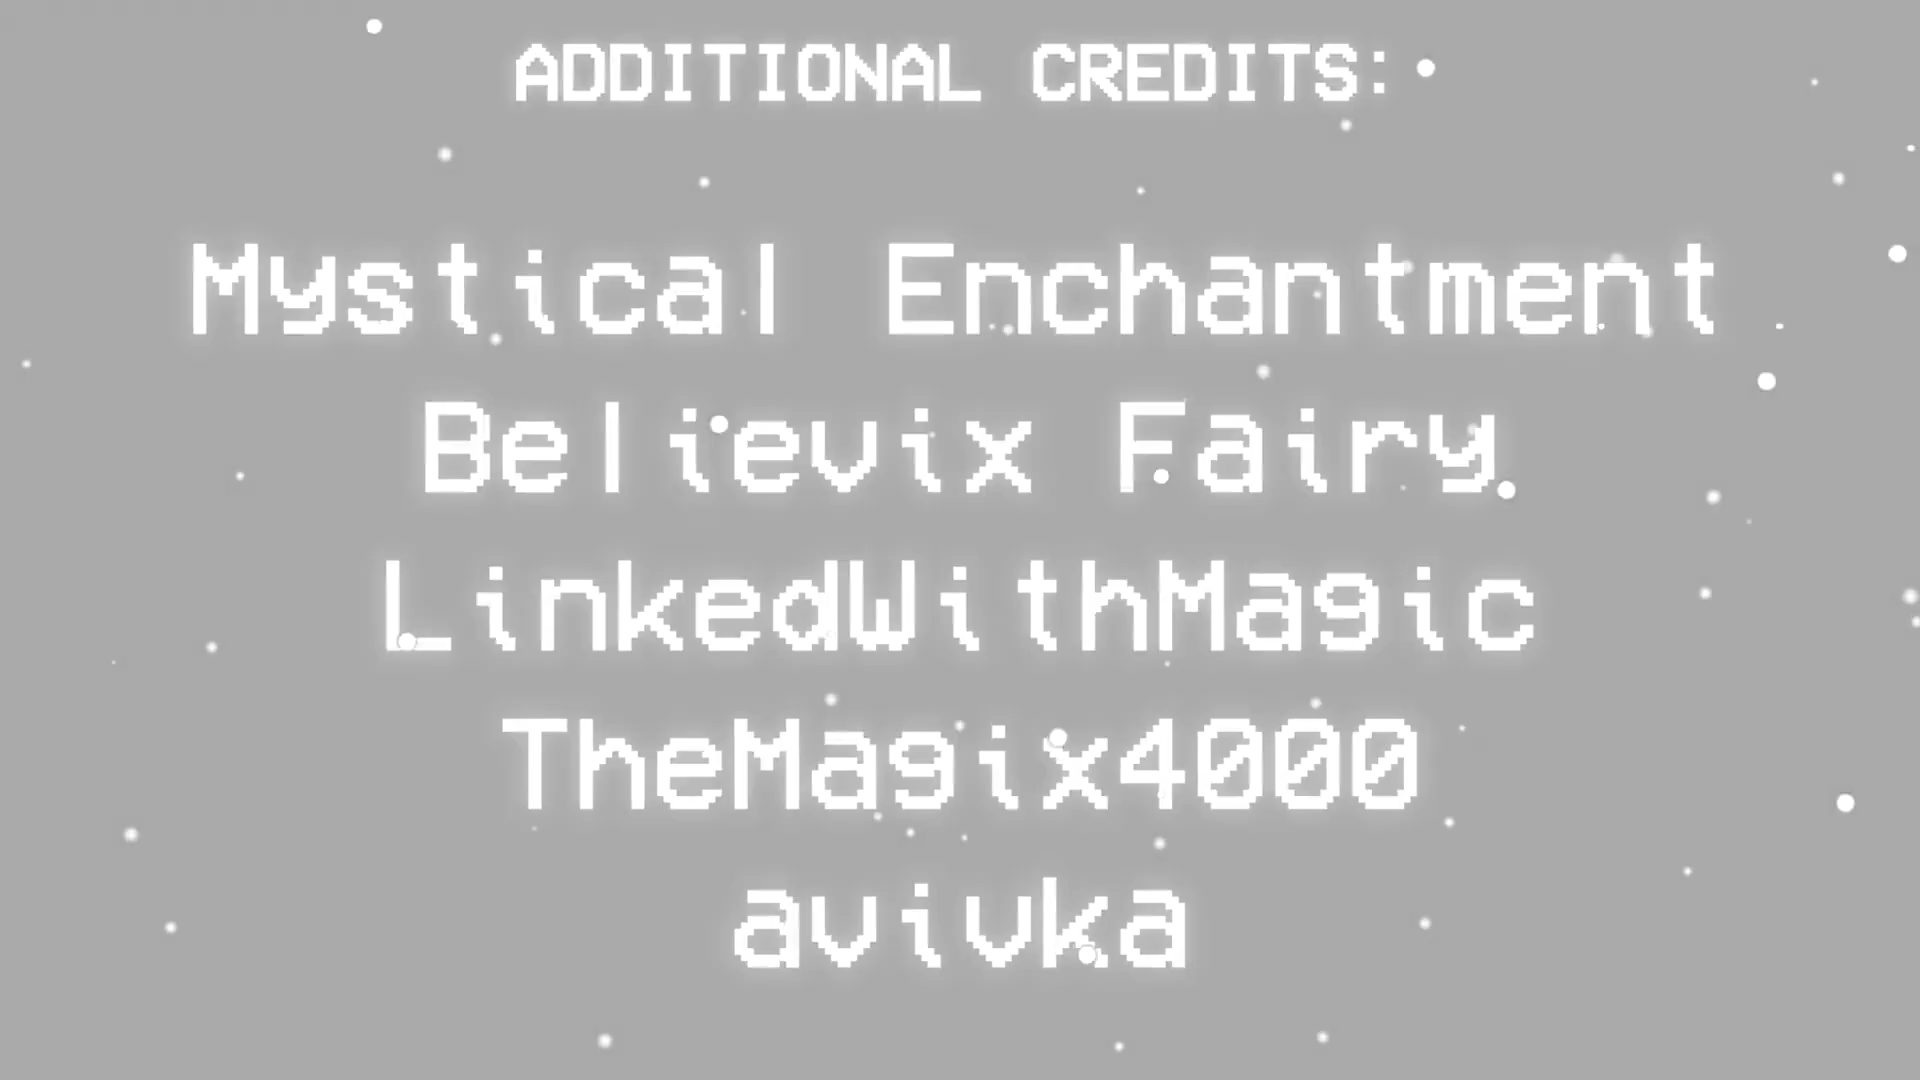 ADDITIONAL CREDITS:
Mystical Enchantment
Believix Fairy
LinkedWithMagic
TheMagix4000
avivka